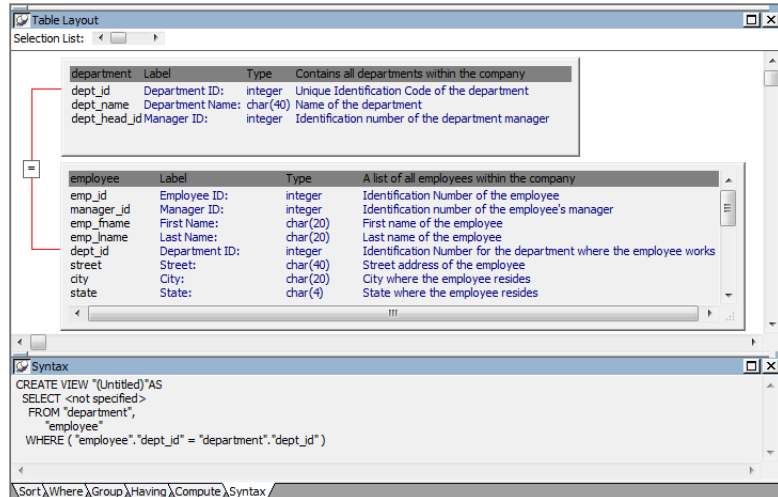 Table Layout
Selection List:
department Label Type Contains all departments within the company
dept_id Department ID: integer Unique Identification Code of the department
dept_name Department Name: char(40) Name of the department
dept_head_id Manager ID: integer Identification number of the department manager
=
employee Label Type A list of all employees within the company
emp_id Employee ID: integer Identification Number of the employee
manager_id Manager ID: integer Identification number of the employee's manager
emp_fname First Name: char(20) First name of the employee
emp_lname Last Name: char(20) Last name of the employee
dept_id Department ID: integer Identification Number for the department where the employee works
street Street: char(40) Street address of the employee
city City: char(20) City where the employee resides
state State: char(4) State where the employee resides
Syntax
CREATE VIEW "(Untitled)"AS
SELECT <not specified>
FROM "department",
"employee"
WHERE ( "employee"."dept_id" = "department"."dept_id" )
Sort Where Group Having Compute Syntax